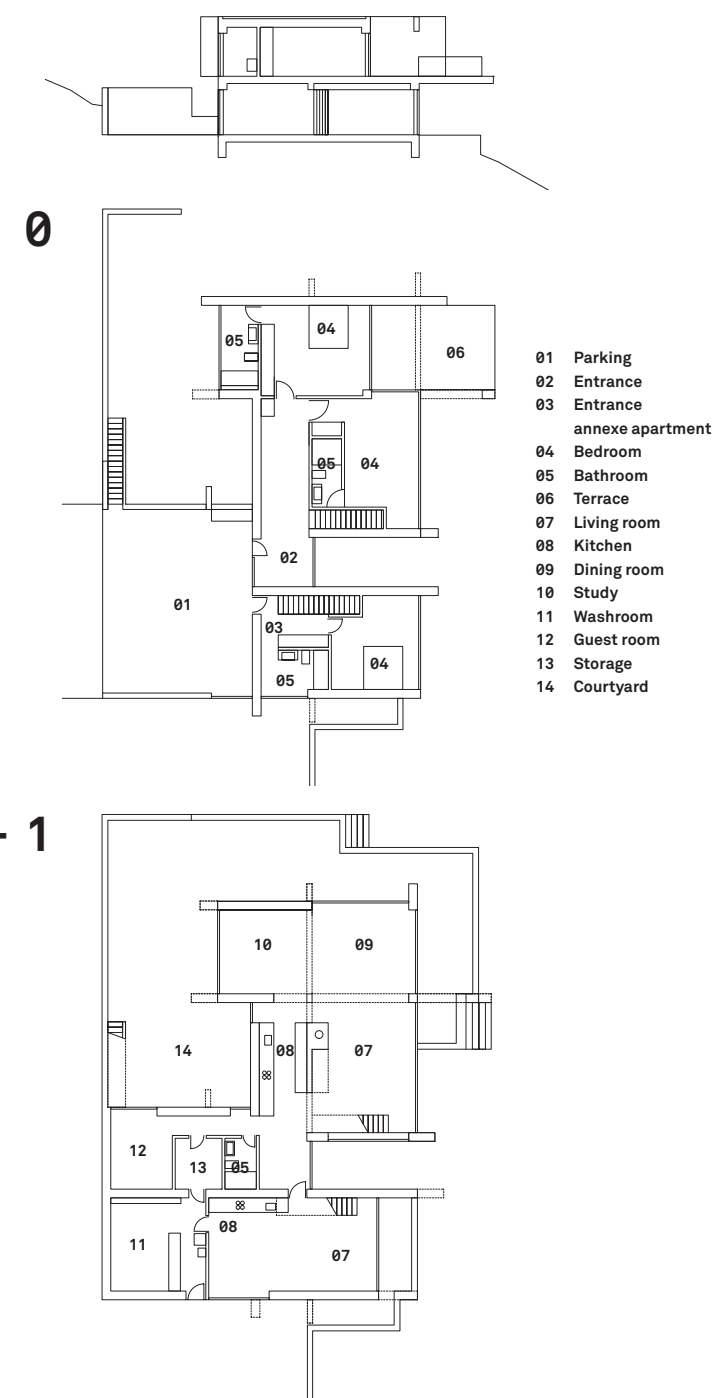 0
04
05
06
05
04
02
01
03
04
05
01 Parking
02 Entrance
03 Entrance
annexe apartment
04 Bedroom
05 Bathroom
06 Terrace
07 Living room
08 Kitchen
09 Dining room
10 Study
11 Washroom
12 Guest room
13 Storage
14 Courtyard
- 1
10
09
14
08
07
12
13
05
08
11
07